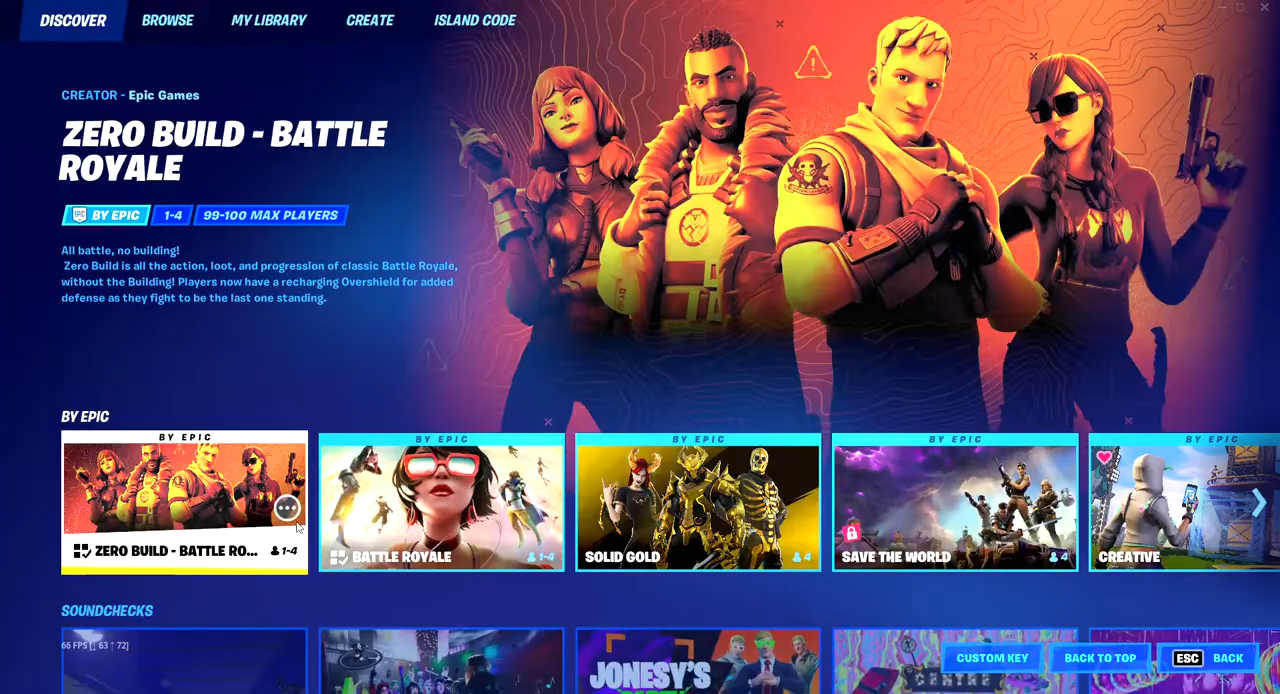 DISCOVER BROWSE MY LIBRARY CREATE ISLAND CODE
CREATOR - Epic Games
ZERO BUILD - BATTLE
ROYALE
EPIC BY EPIC 1-4 99-100 MAX PLAYERS
All battle, no building!
Zero Build is all the action, loot, and progression of classic Battle Royale,
without the Building! Players now have a recharging Overshield for added
defense as they fight to be the last one standing.
BY EPIC
BY EPIC BY EPIC BY EPIC BY EPIC BY EPIC
ZERO BUILD - BATTLE RO... 1-4 BATTLE ROYALE 1-4 SOLID GOLD 4 SAVE THE WORLD 4 CREATIVE
SOUNDCHECKS
66 FPS [↓ 63 ↑ 72]
JONESY'S
CUSTOM KEY BACK TO TOP ESC BACK